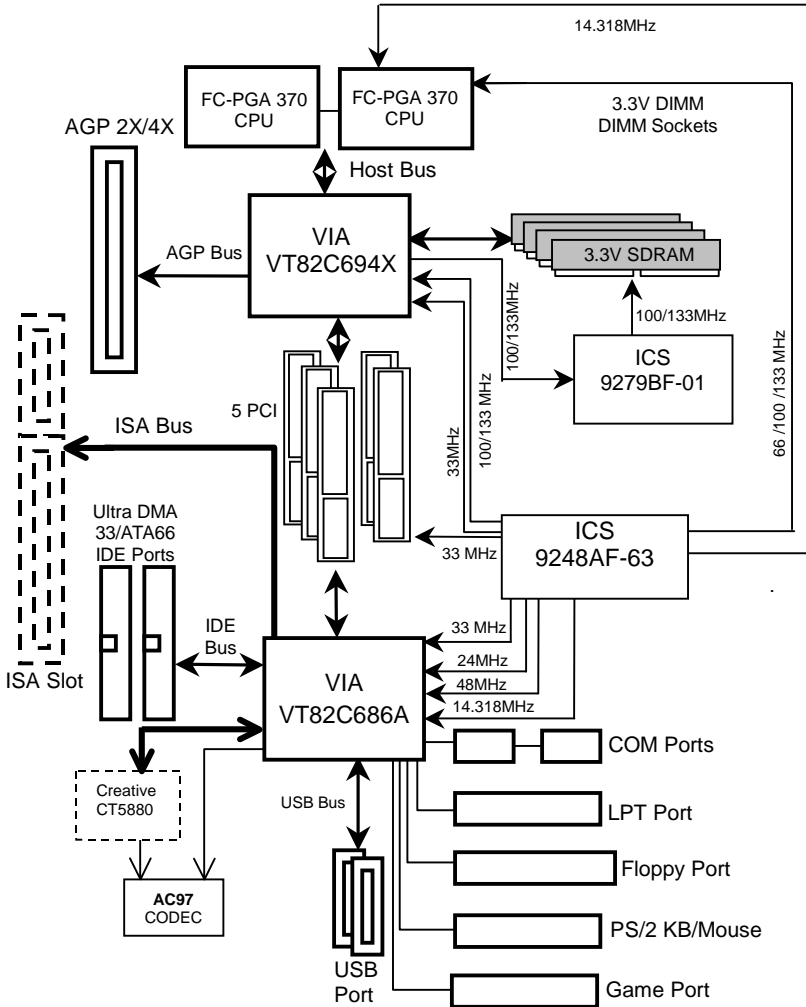 14.318MHz
FC-PGA 370
CPU
FC-PGA 370
CPU
3.3V DIMM
DIMM Sockets
AGP 2X/4X
Host Bus
VIA
VT82C694X
AGP Bus
3.3V SDRAM
100/133MHz
100/133MHz
ICS
9279BF-01
66 /100 /133 MHz
5 PCI
ISA Bus
33MHz
100/133 MHz
Ultra DMA
33/ATA66
IDE Ports
33 MHz
ICS
9248AF-63
.
ISA Slot
IDE
Bus
VIA
VT82C686A
33 MHz
24MHz
48MHz
14.318MHz
COM Ports
Creative
CT5880
USB Bus
LPT Port
Floppy Port
AC97
CODEC
PS/2 KB/Mouse
USB
Port
Game Port